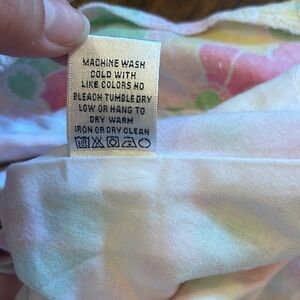 MACHINE WASH
COLD WITH
LIKE COLORS NO
BLEACH TUMBLE DRY
LOW OR HANG TO
DRY WARM
IRON OR DRY CLEAN